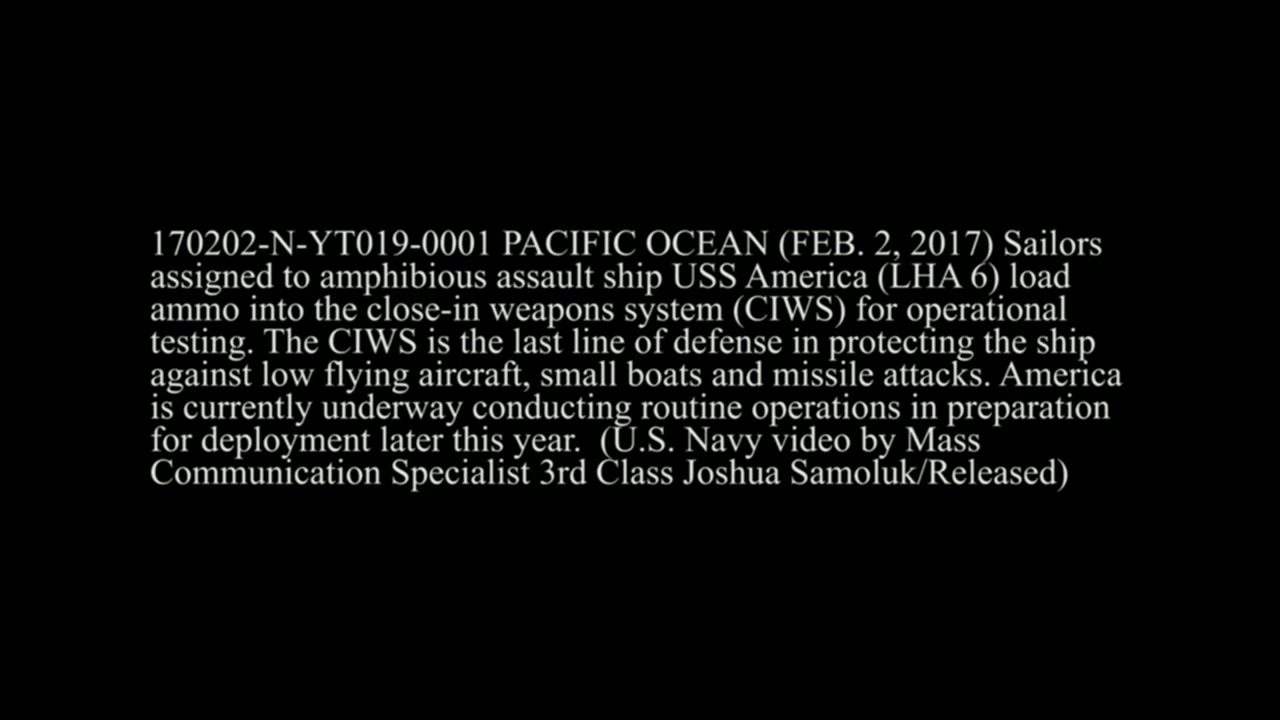 170202-N-YT019-0001 PACIFIC OCEAN (FEB. 2, 2017) Sailors
assigned to amphibious assault ship USS America (LHA 6) load
ammo into the close-in weapons system (CIWS) for operational
testing. The CIWS is the last line of defense in protecting the ship
against low flying aircraft, small boats and missile attacks. America
is currently underway conducting routine operations in preparation
for deployment later this year.  (U.S. Navy video by Mass
Communication Specialist 3rd Class Joshua Samoluk/Released)